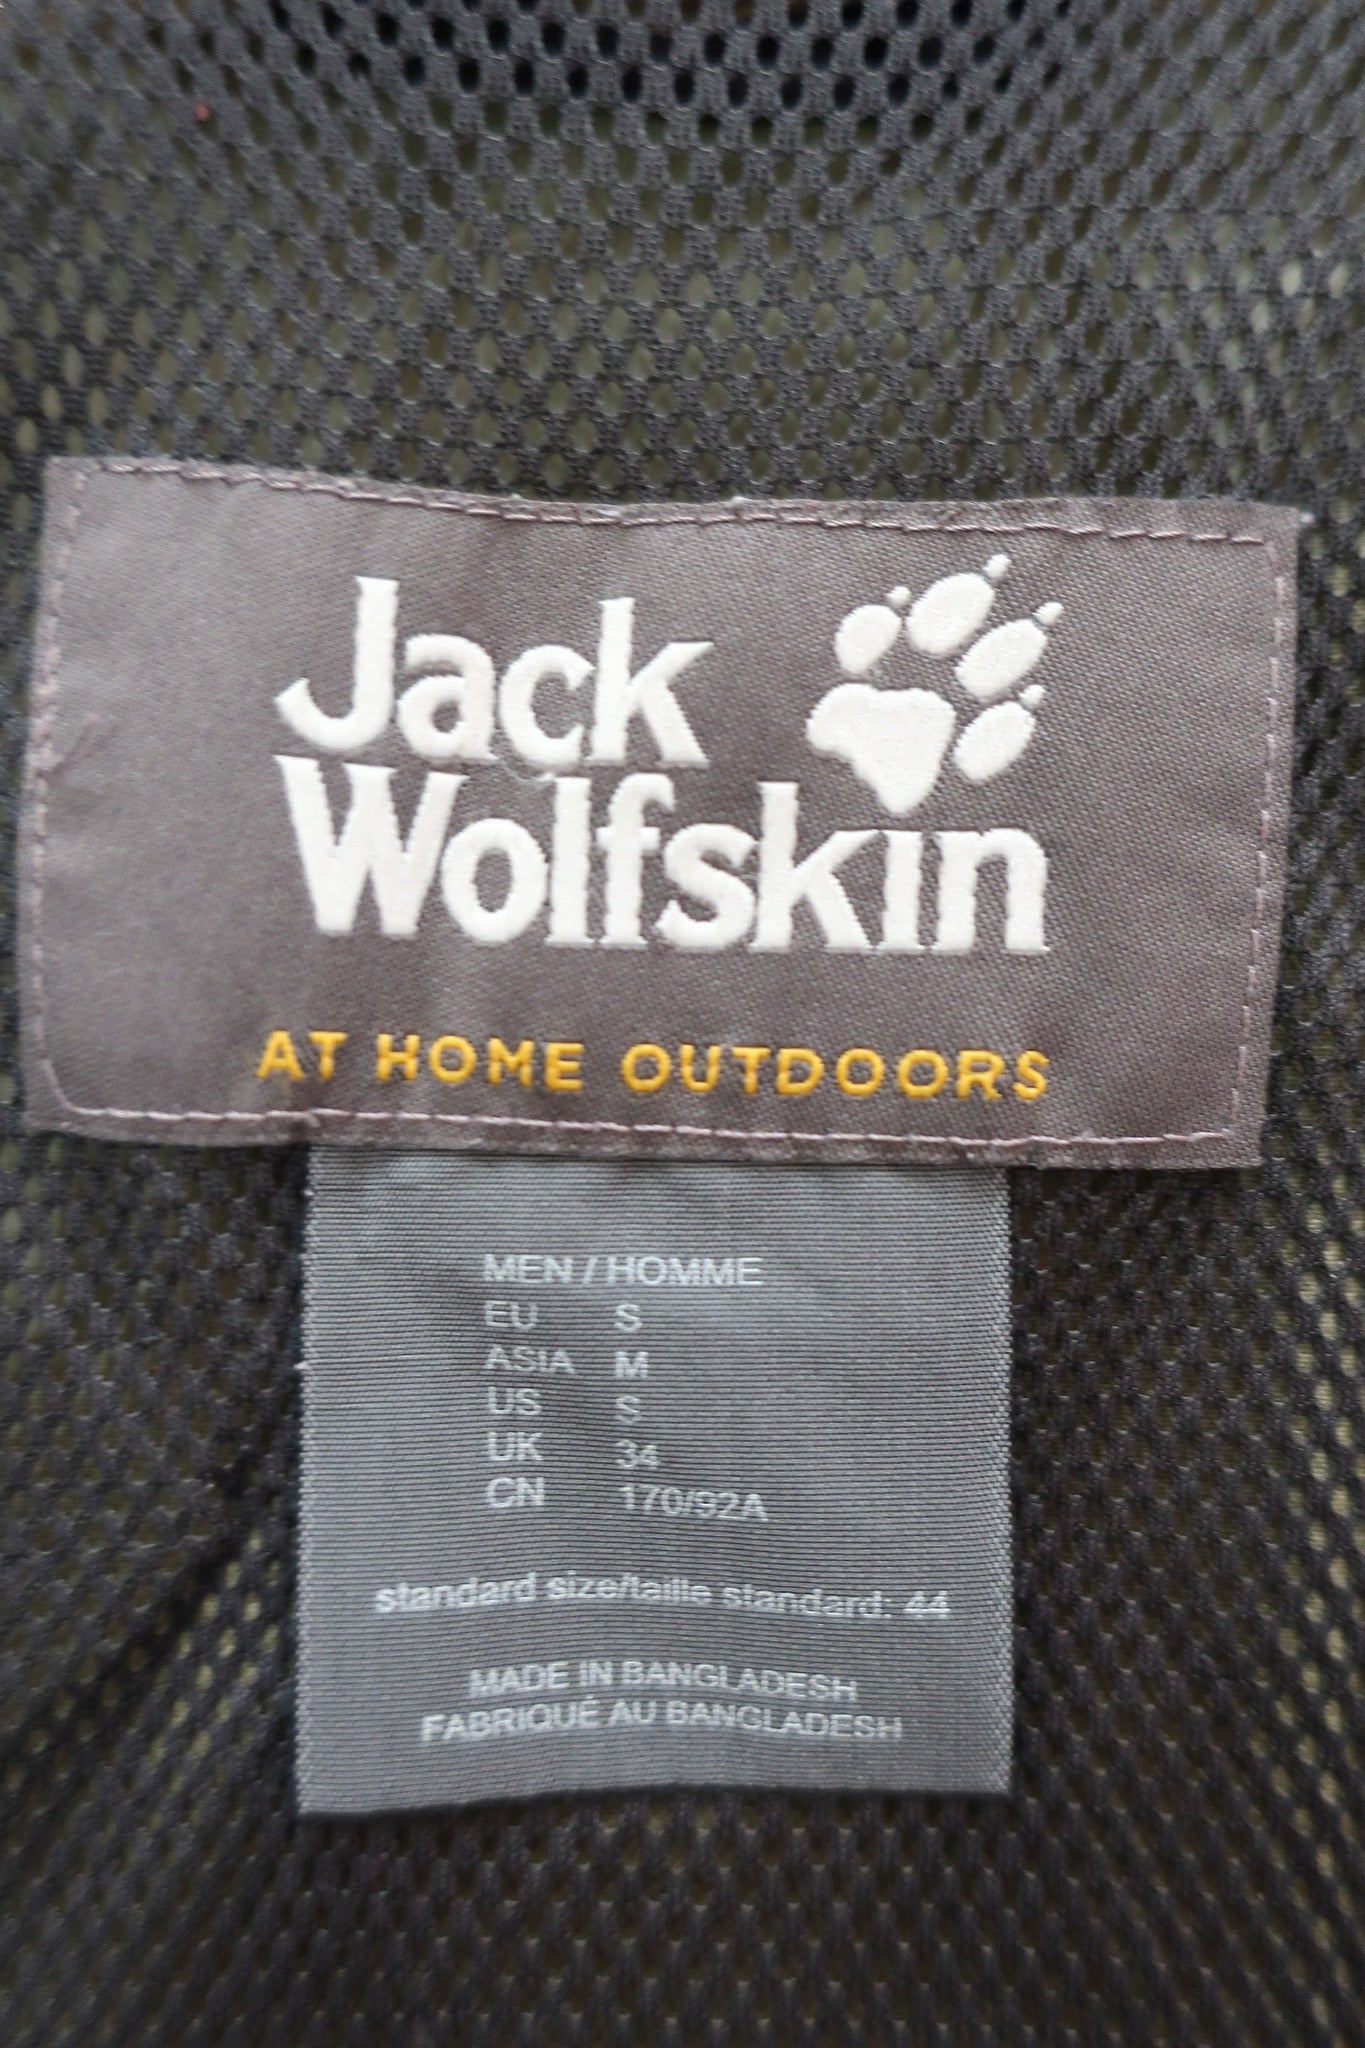 Jack
Wolfskin
AT HOME OUTDOORS
MEN / HOMME
EU S
ASIA M
US S
UK 34
CN 170/92A
standard size/taille standard: 44
MADE IN BANGLADESH
FABRIQUÉ AU BANGLADESH